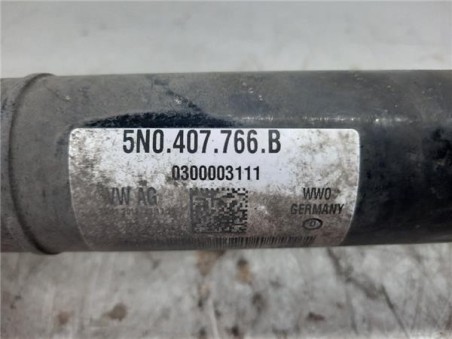 5N0.407.766.B
0300003111
VW AG
WWO
GERMANY